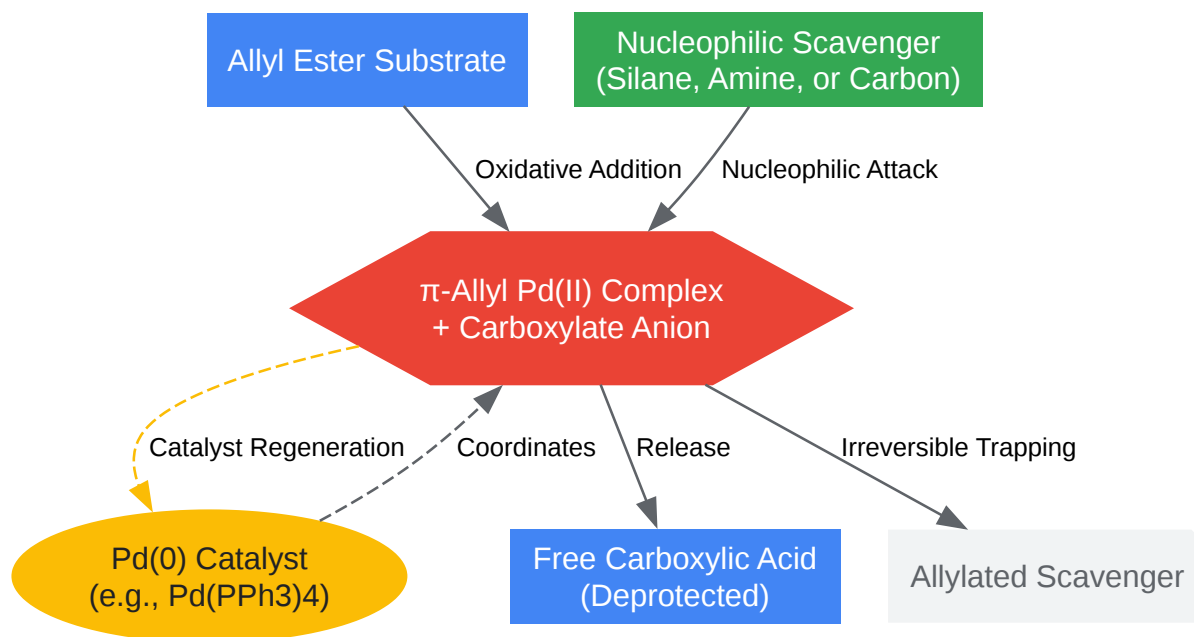 Allyl Ester Substrate
Nucleophilic Scavenger
(Silane, Amine, or Carbon)
Oxidative Addition
Nucleophilic Attack
π-Allyl Pd(II) Complex
+ Carboxylate Anion
Catalyst Regeneration
Coordinates
Release
Irreversible Trapping
Pd(0) Catalyst
(e.g., Pd(PPh3)4)
Free Carboxylic Acid
(Deprotected)
Allylated Scavenger